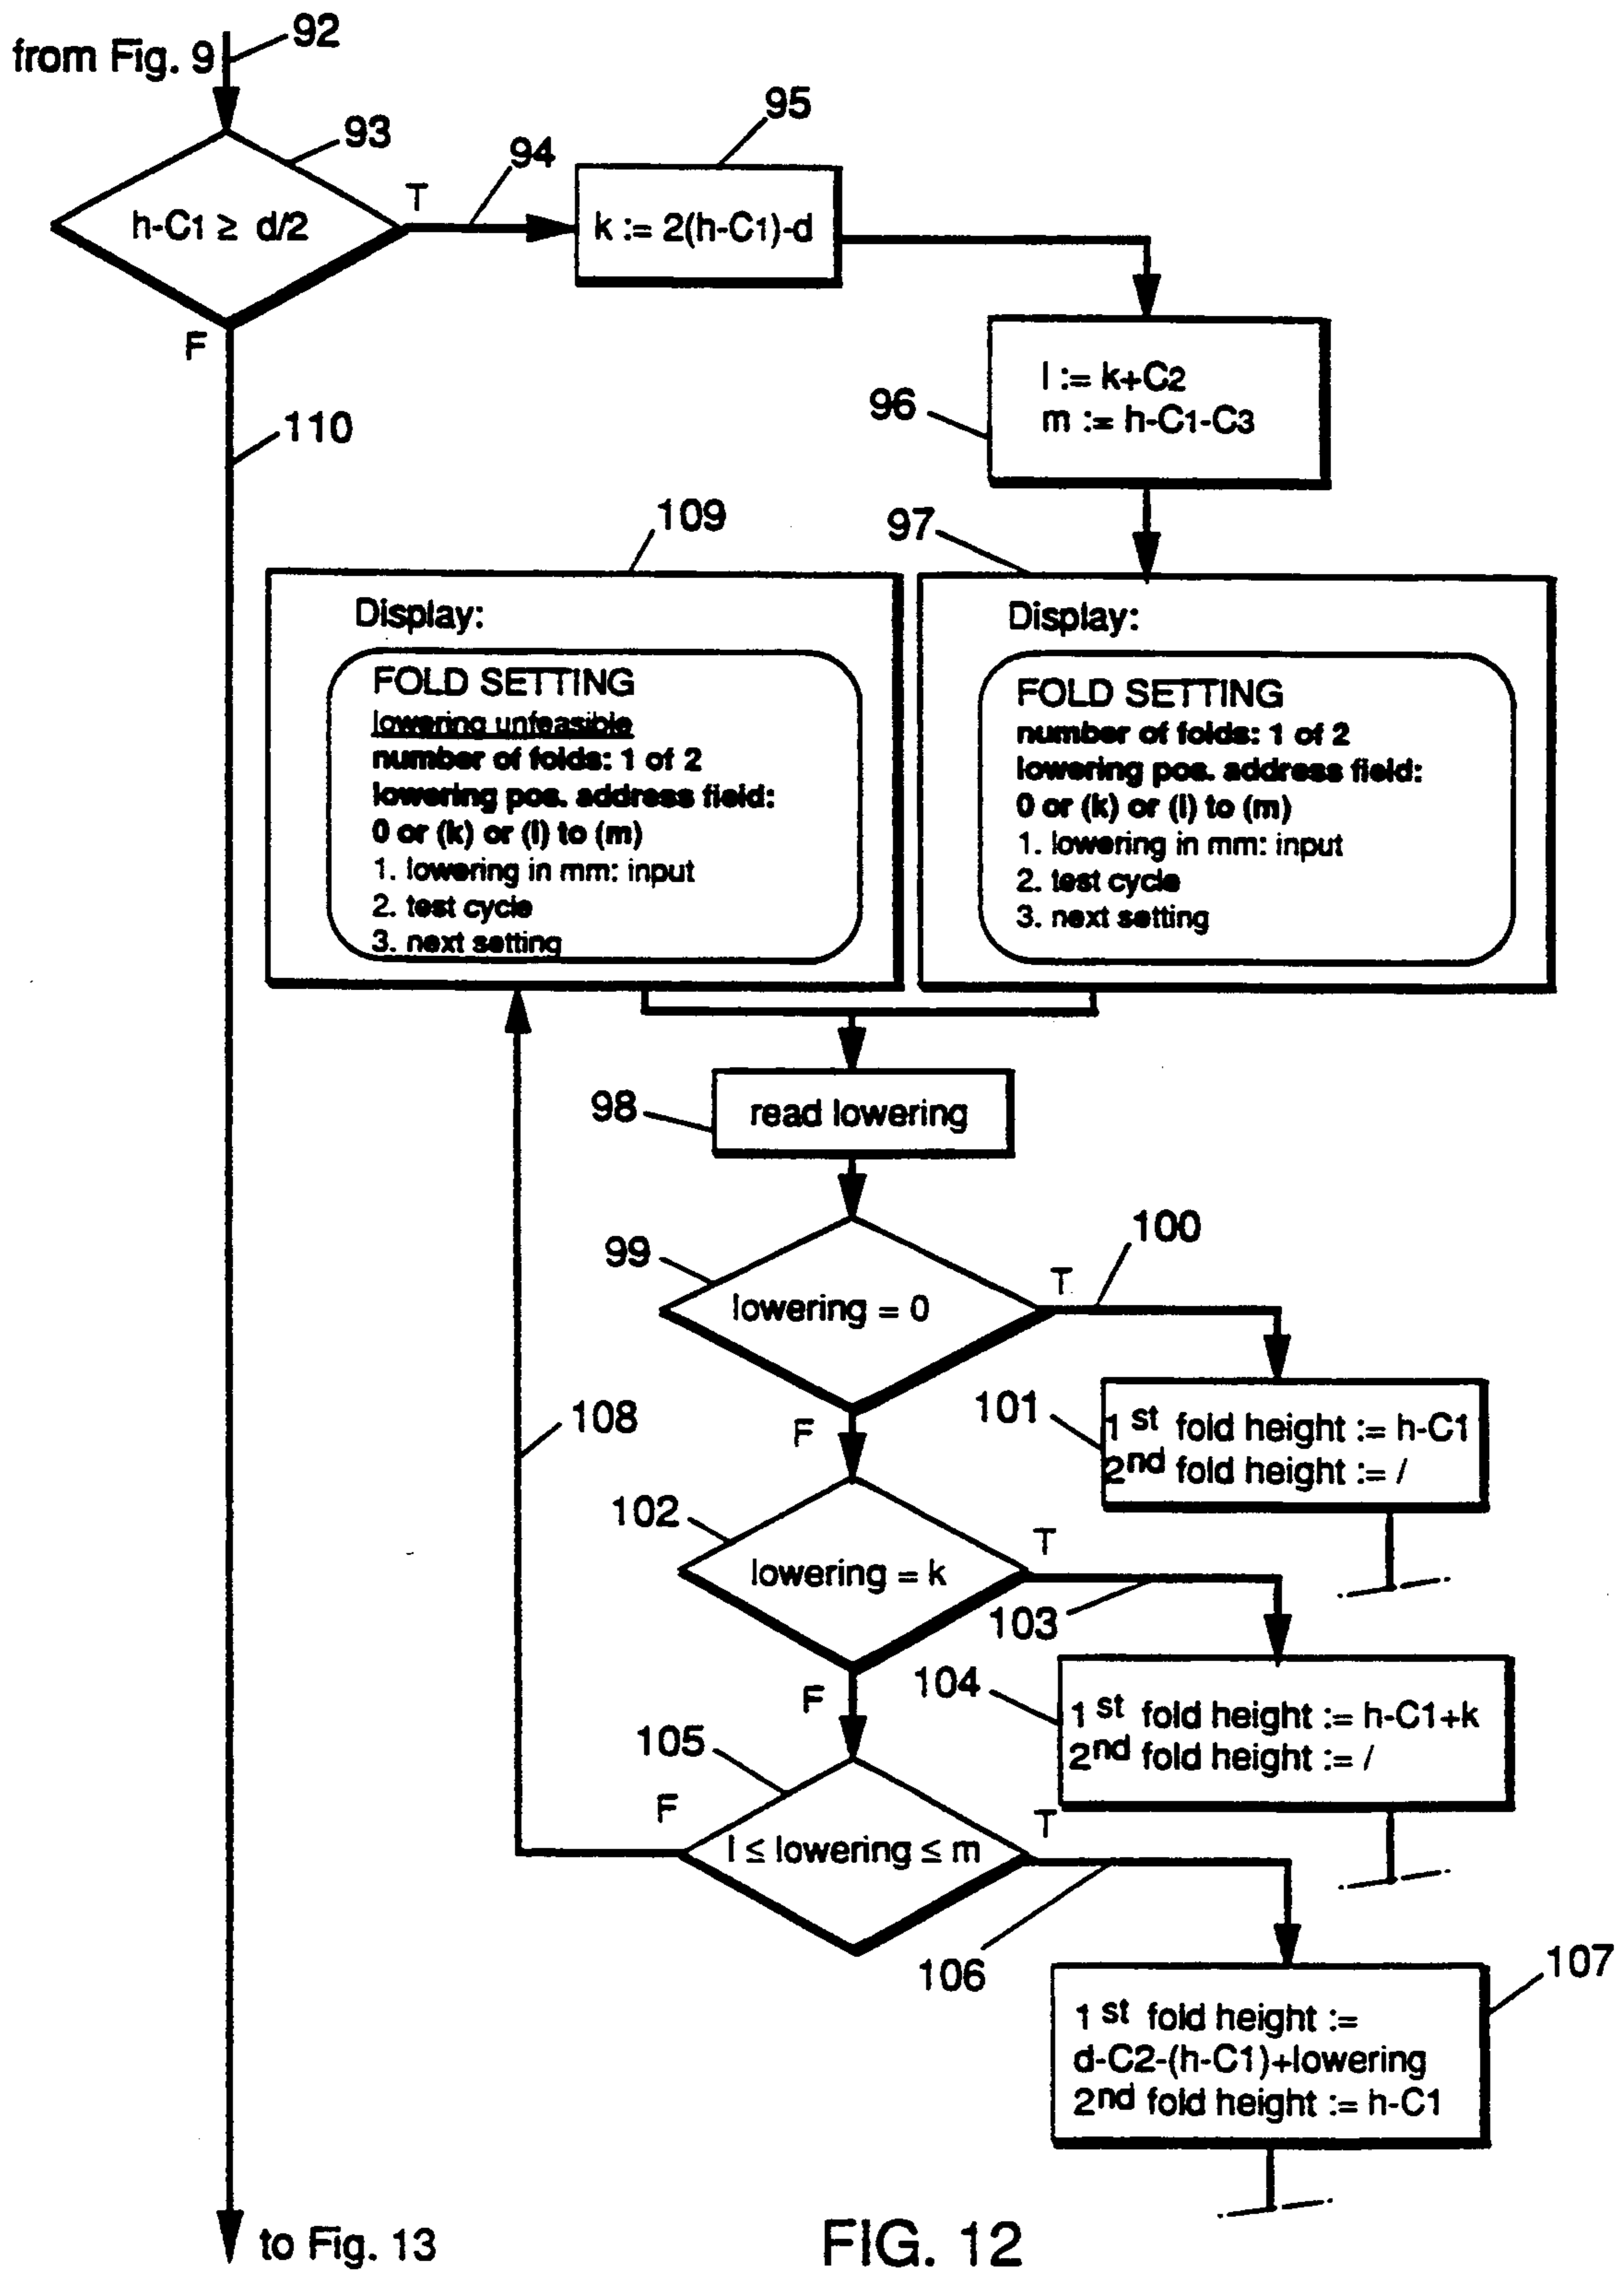 from Fig. 9
92
93
h-C1 ≥ d/2
T
94
95
k := 2(h-C1)-d
F
96
l := k+C2
m := h-C1-C3
110
109
Display:
FOLD SETTING
lowering unfeasible
number of folds: 1 of 2
lowering pos. address field:
0 or (k) or (l) to (m)
1. lowering in mm: input
2. test cycle
3. next setting
97
Display:
FOLD SETTING
number of folds: 1 of 2
lowering pos. address field:
0 or (k) or (l) to (m)
1. lowering in mm: input
2. test cycle
3. next setting
98
read lowering
99
lowering = 0
T
100
101
1st fold height := h-C1
2nd fold height := /
F
108
102
lowering = k
T
103
104
1st fold height := h-C1+k
2nd fold height := /
F
105
F
l ≤ lowering ≤ m
T
106
107
1st fold height :=
d-C2-(h-C1)+lowering
2nd fold height := h-C1
to Fig. 13
FIG. 12